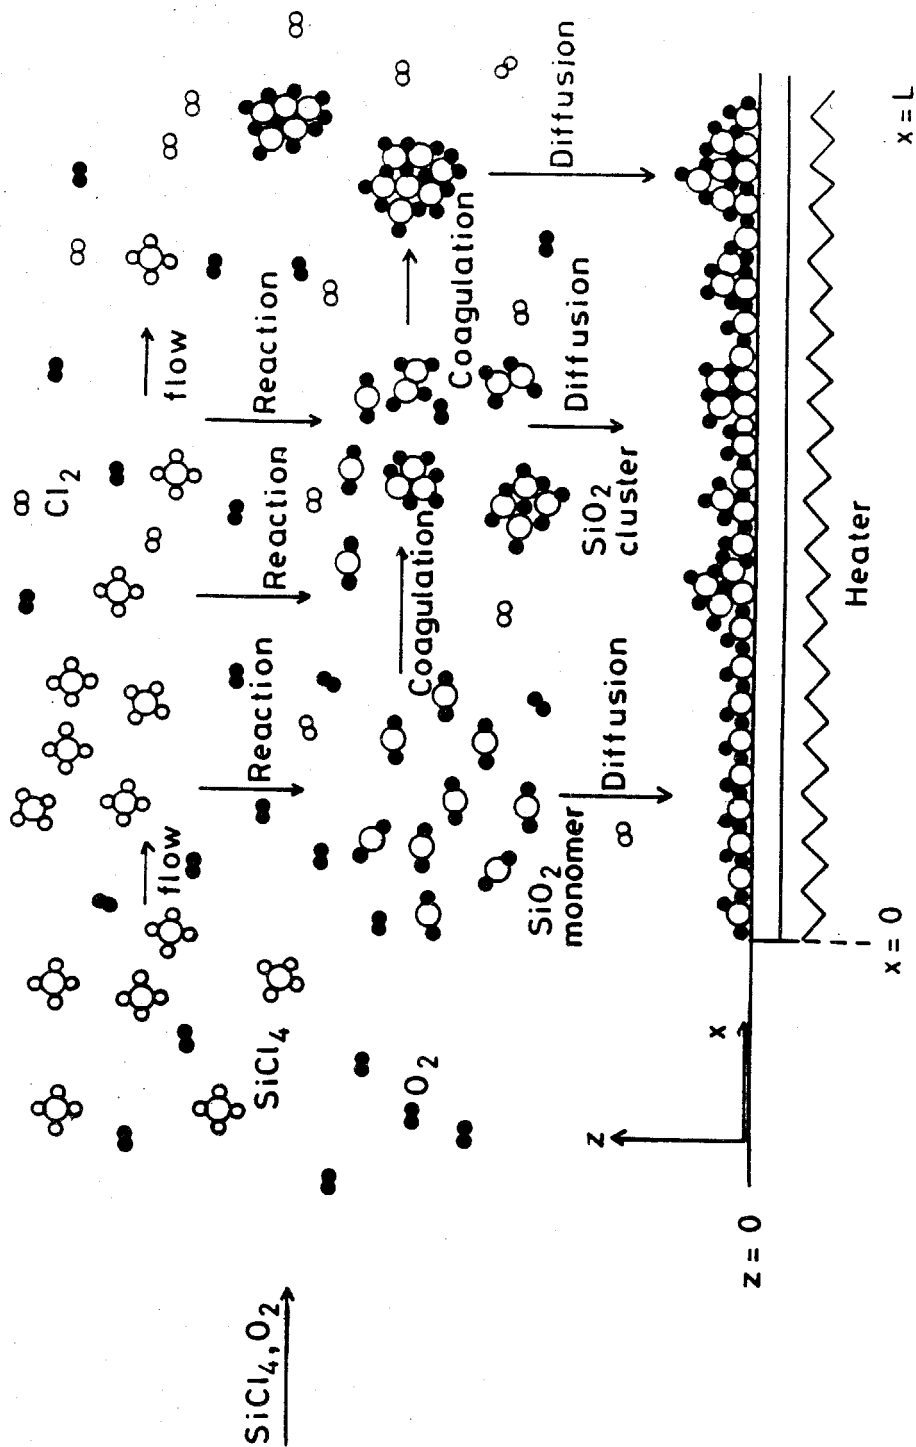 Cl₂
flow
flow
SiCl₄, O₂
SiCl₄
Reaction
Reaction
Reaction
O₂
Coagulation
Coagulation
SiO₂
monomer
Diffusion
SiO₂
cluster
Diffusion
Diffusion
z
x
z = 0
Heater
x = 0
x = L